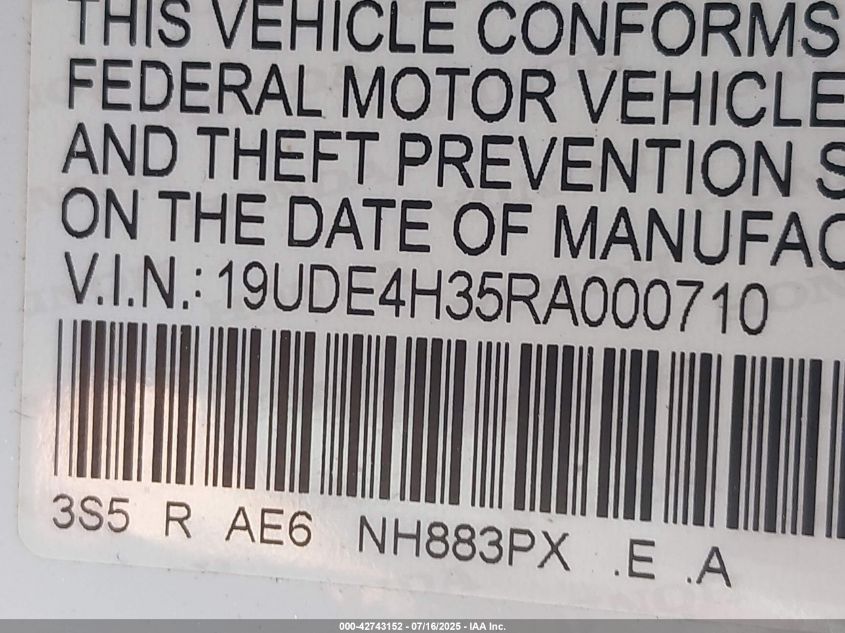 THIS VEHICLE CONFORMS
FEDERAL MOTOR VEHICLE
AND THEFT PREVENTION S
ON THE DATE OF MANUFAC
V.I.N.: 19UDE4H35RA000710
3S5 R AE6 NH883PX .E .A
000-42743152 - 07/16/2025 - IAA Inc.